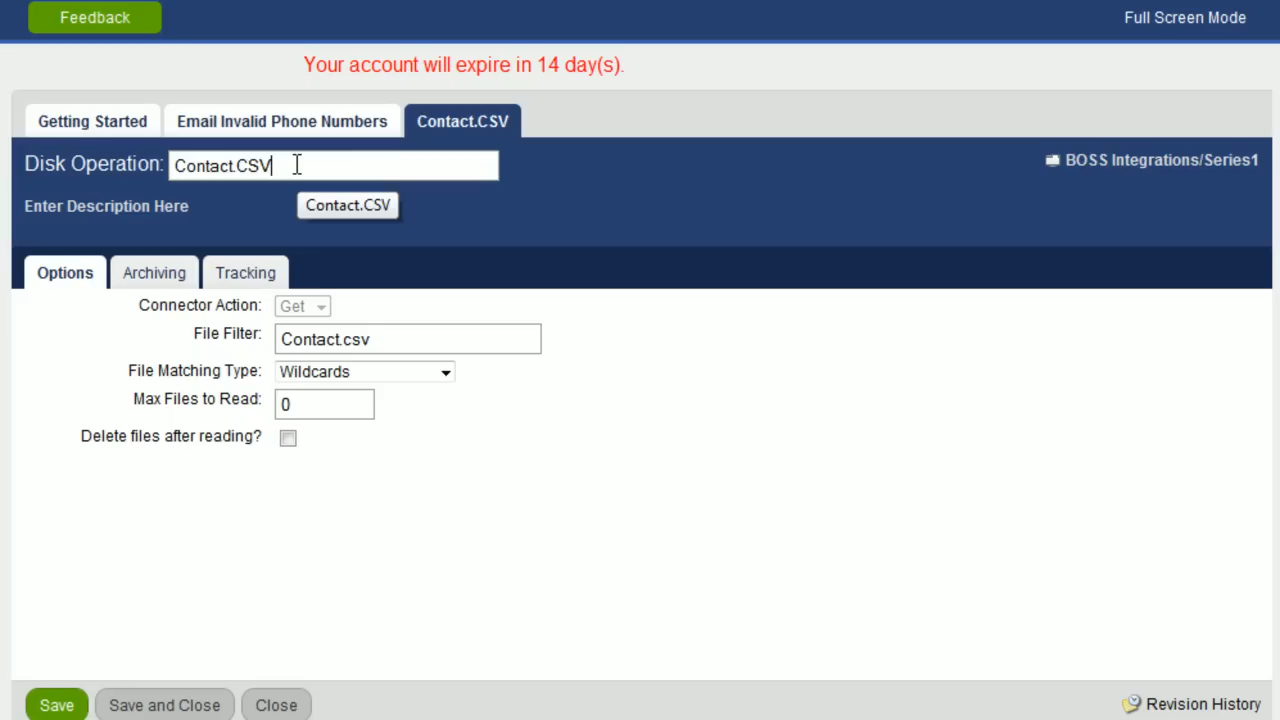 Feedback
Full Screen Mode
Your account will expire in 14 day(s).
Getting Started
Email Invalid Phone Numbers
Contact.CSV
Disk Operation:
Contact.CSV
BOSS Integrations/Series1
Enter Description Here
Contact.CSV
Options
Archiving
Tracking
Connector Action:
Get
File Filter:
Contact.csv
File Matching Type:
Wildcards
Max Files to Read:
0
Delete files after reading?
Save
Save and Close
Close
Revision History